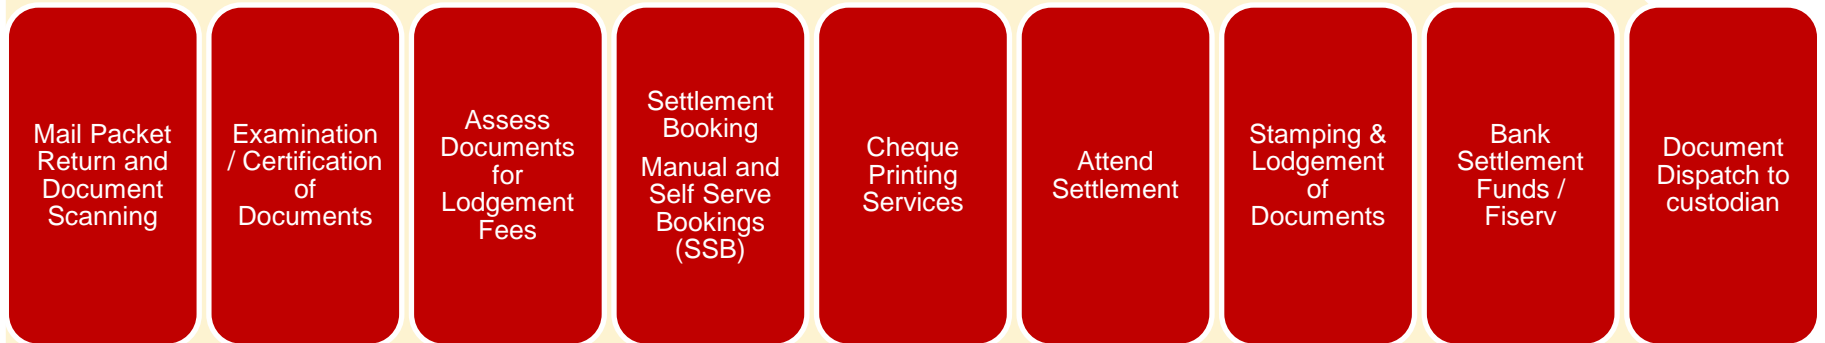 Mail Packet
Return and
Document
Scanning
Examination
/ Certification
of
Documents
Assess
Documents
for
Lodgement
Fees
Settlement
Booking
Manual and
Self Serve
Bookings
(SSB)
Cheque
Printing
Services
Attend
Settlement
Stamping &
Lodgement
of
Documents
Bank
Settlement
Funds /
Fiserv
Document
Dispatch to
custodian